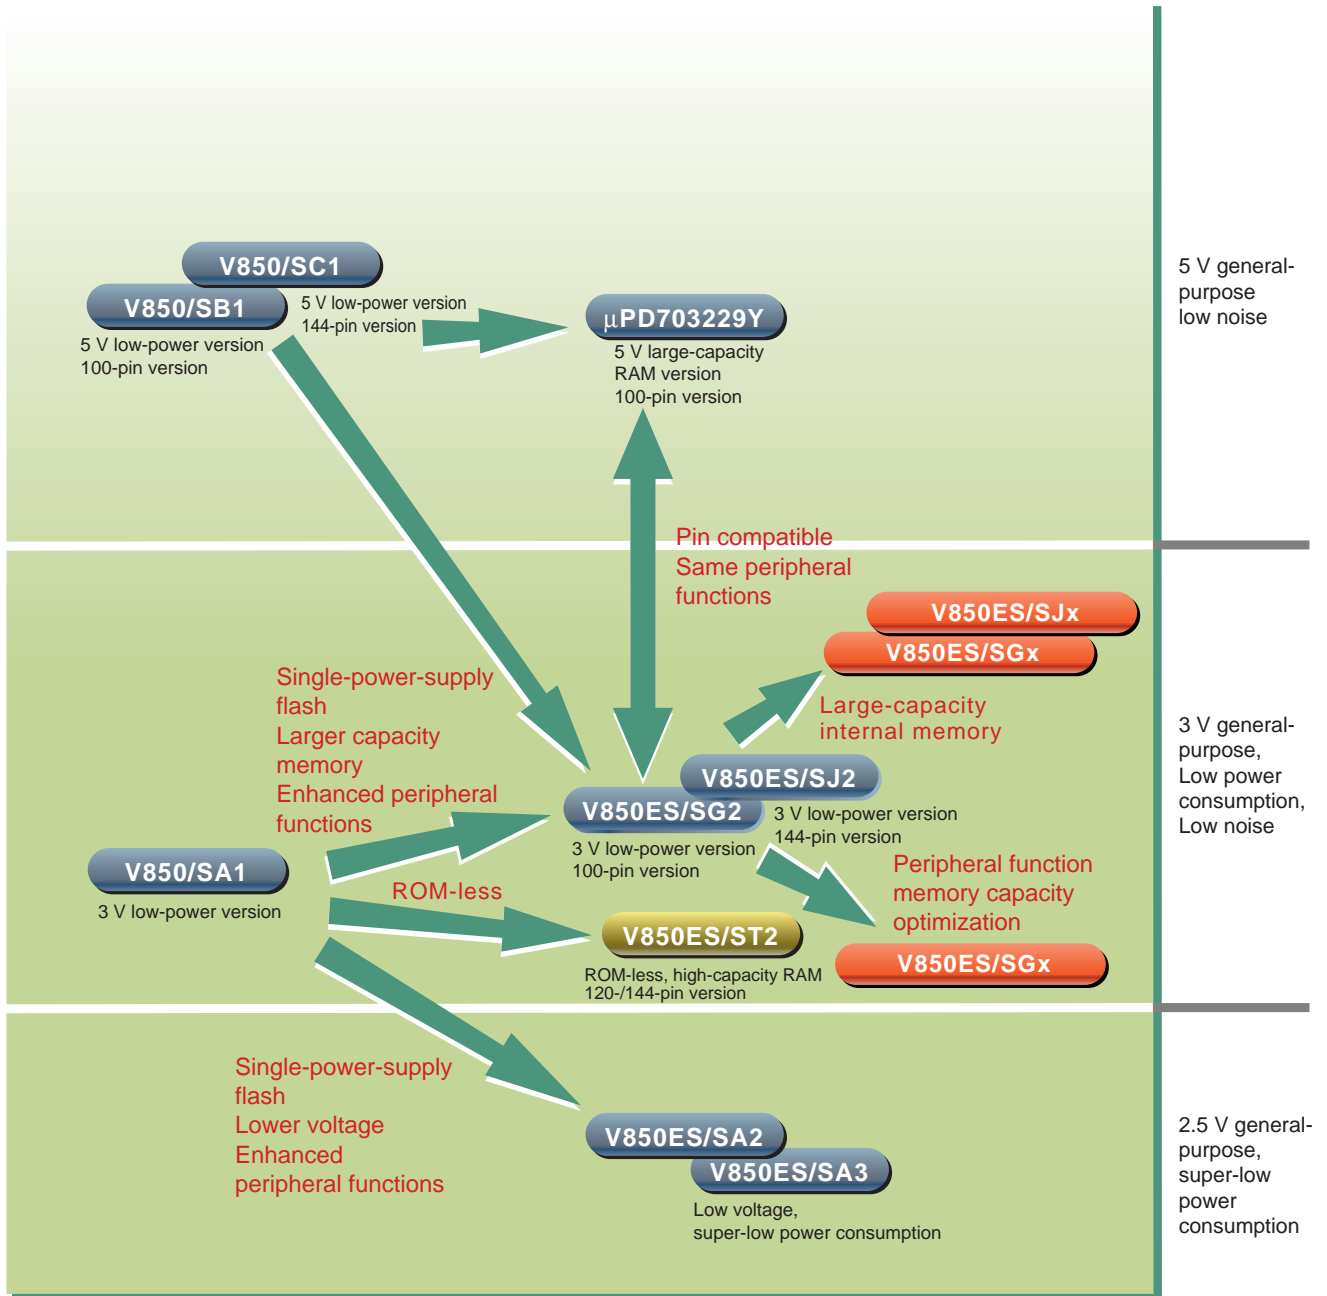 V850/SC1
V850/SB1
5 V low-power version
144-pin version
5 V low-power version
100-pin version
μPD703229Y
5 V large-capacity
RAM version
100-pin version
5 V general-
purpose
low noise
Pin compatible
Same peripheral
functions
V850ES/SJx
V850ES/SGx
Large-capacity
internal memory
Single-power-supply
flash
Larger capacity
memory
Enhanced peripheral
functions
V850ES/SJ2
V850ES/SG2
3 V low-power version
144-pin version
3 V low-power version
100-pin version
3 V general-
purpose,
Low power
consumption,
Low noise
V850/SA1
3 V low-power version
ROM-less
Peripheral function
memory capacity
optimization
V850ES/ST2
ROM-less, high-capacity RAM
120-/144-pin version
V850ES/SGx
Single-power-supply
flash
Lower voltage
Enhanced
peripheral functions
V850ES/SA2
V850ES/SA3
Low voltage,
super-low power consumption
2.5 V general-
purpose,
super-low
power
consumption